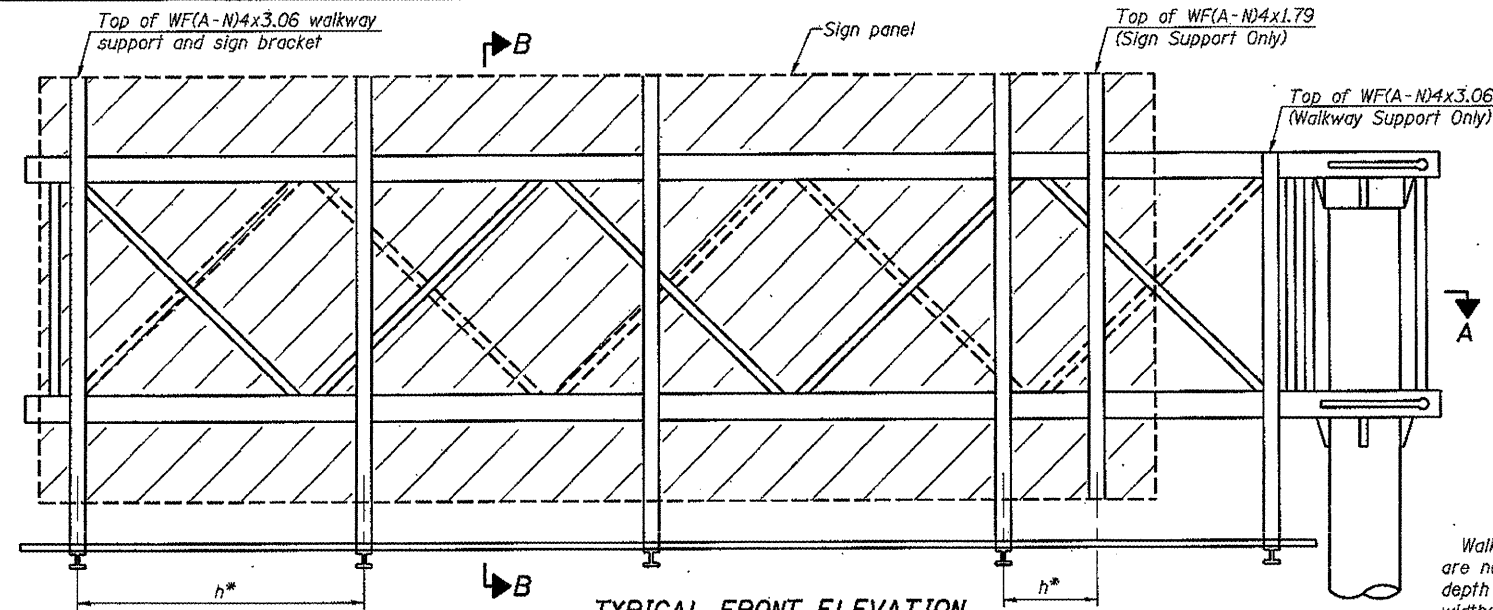 Top of WF(A-N)4x3.06 walkway
support and sign bracket
B
Sign panel
Top of WF(A-N)4x1.79
(Sign Support Only)
Top of WF(A-N)4x3.06
(Walkway Support Only)
A
h*
B
h*
TYPICAL FRONT ELEVATION
Walk
are
depth